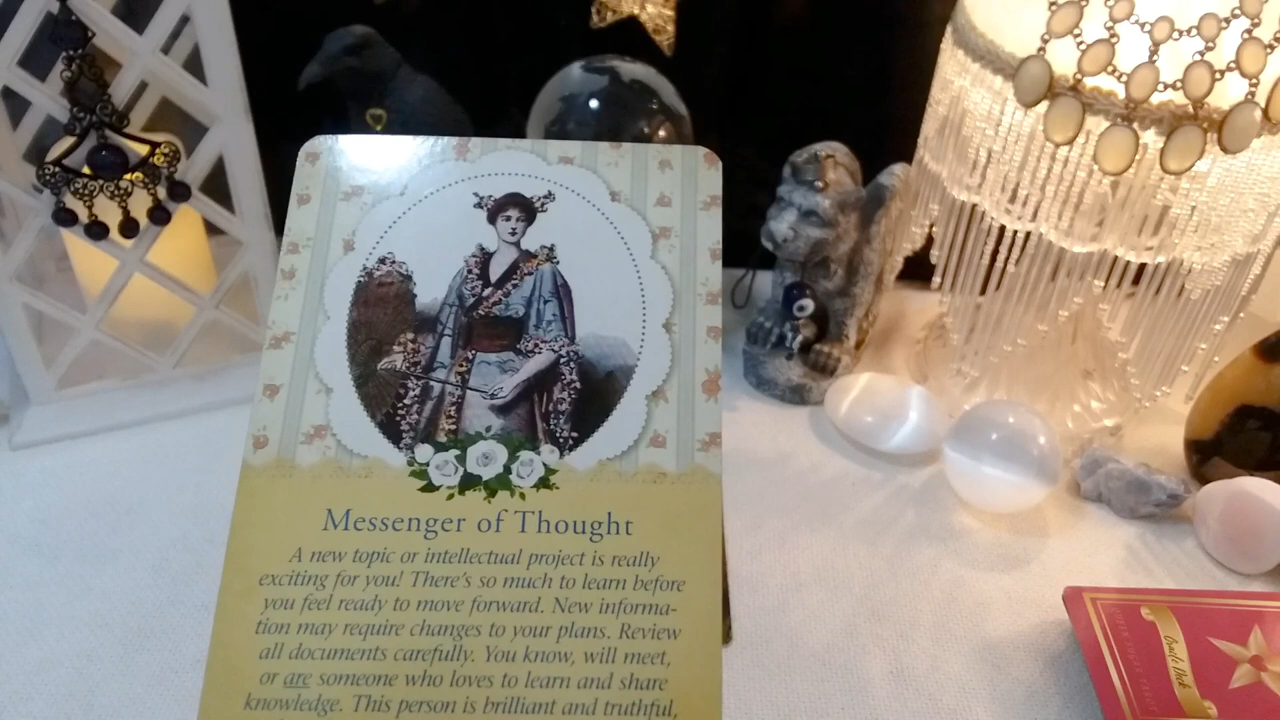 Messenger of Thought
A new topic or intellectual project is really
exciting for you! There's so much to learn before
you feel ready to move forward. New informa-
tion may require changes to your plans. Review
all documents carefully. You know, will meet,
or are someone who loves to learn and share
knowledge. This person is brilliant and truthful,
Oracle Deck